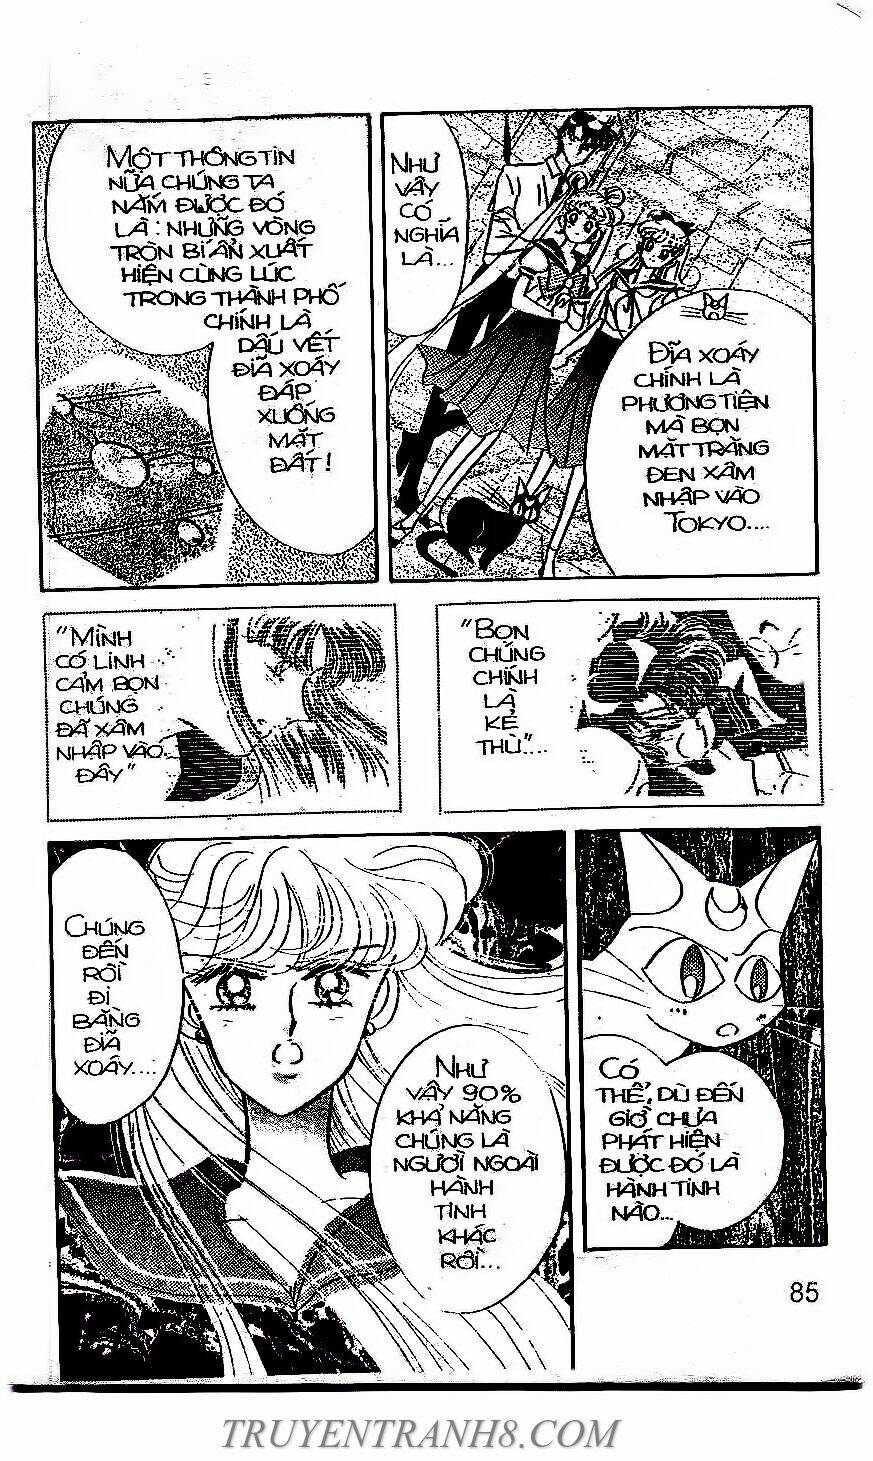 MỘT THÔNG TIN
NỮA CHÚNG TA
NẮM ĐƯỢC ĐÓ
LÀ: NHỮNG VÒNG
TRÒN BÍ ẨN XUẤT
HIỆN CÙNG LÚC
TRONG THÀNH PHỐ
CHÍNH LÀ
DẤU VẾT
ĐĨA XOÁY
ĐÁP
XUỐNG
MẶT
ĐẤT!
NHƯ
VẬY
CÓ
NGHĨA
LÀ...
ĐĨA XOÁY
CHÍNH LÀ
PHƯƠNG TIỆN
MÀ BỌN
MẶT TRĂNG
ĐEN XÂM
NHẬP VÀO
TOKYO....
"MÌNH
CÓ LINH
CẢM BỌN
CHÚNG
ĐÃ XÂM
NHẬP VÀO
ĐÂY"
"BỌN
CHÚNG
CHÍNH
LÀ
KẺ
THÙ"...
CHÚNG
ĐẾN
RỒI
ĐI
BẰNG
ĐĨA
XOÁY....
NHƯ
VẬY 90%
KHẢ NĂNG
CHÚNG LÀ
NGƯỜI NGOÀI
HÀNH
TINH
KHÁC
RỒI...
CÓ
THỂ, DÙ ĐẾN
GIỜ CHƯA
PHÁT HIỆN
ĐƯỢC ĐÓ LÀ
HÀNH TINH
NÀO...
85
TRUYENTRANH8.COM